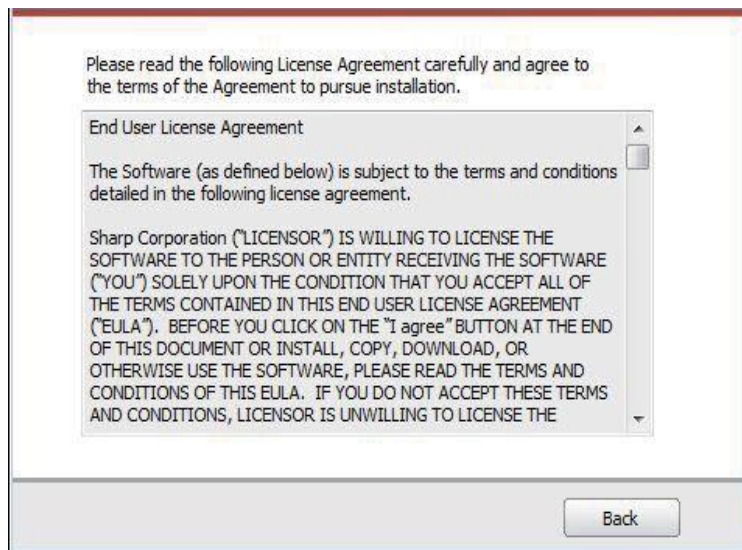 Please read the following License Agreement carefully and agree to
the terms of the Agreement to pursue installation.
End User License Agreement
The Software (as defined below) is subject to the terms and conditions
detailed in the following license agreement.
Sharp Corporation (“LICENSOR”) IS WILLING TO LICENSE THE
SOFTWARE TO THE PERSON OR ENTITY RECEIVING THE SOFTWARE
(“YOU”) SOLELY UPON THE CONDITION THAT YOU ACCEPT ALL OF
THE TERMS CONTAINED IN THIS END USER LICENSE AGREEMENT
(“EULA”).  BEFORE YOU CLICK ON THE “I agree” BUTTON AT THE END
OF THIS DOCUMENT OR INSTALL, COPY, DOWNLOAD, OR
OTHERWISE USE THE SOFTWARE, PLEASE READ THE TERMS AND
CONDITIONS OF THIS EULA.  IF YOU DO NOT ACCEPT THESE TERMS
AND CONDITIONS, LICENSOR IS UNWILLING TO LICENSE THE
Back